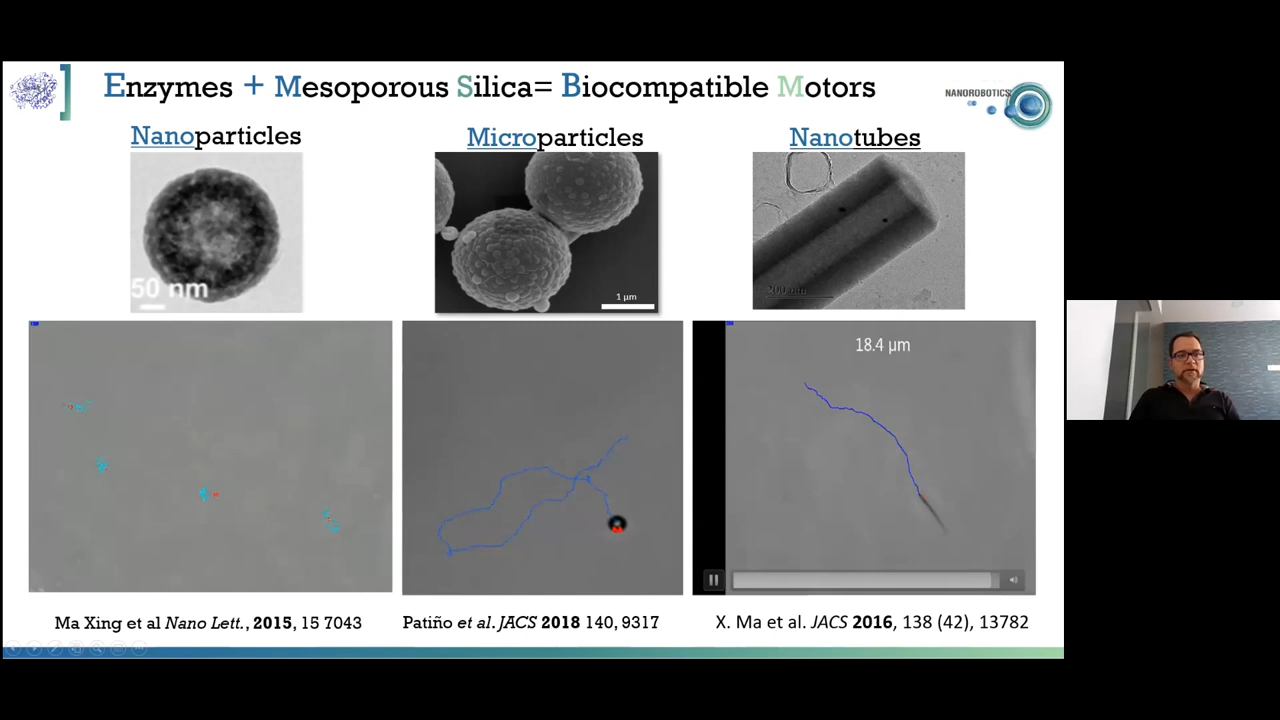 Enzymes + Mesoporous Silica= Biocompatible Motors
NANOROBOTICS
Nanoparticles
Microparticles
Nanotubes
50 nm
1 µm
200 nm
18.4 µm
Ma Xing et al Nano Lett., 2015, 15 7043
Patiño et al. JACS 2018 140, 9317
X. Ma et al. JACS 2016, 138 (42), 13782